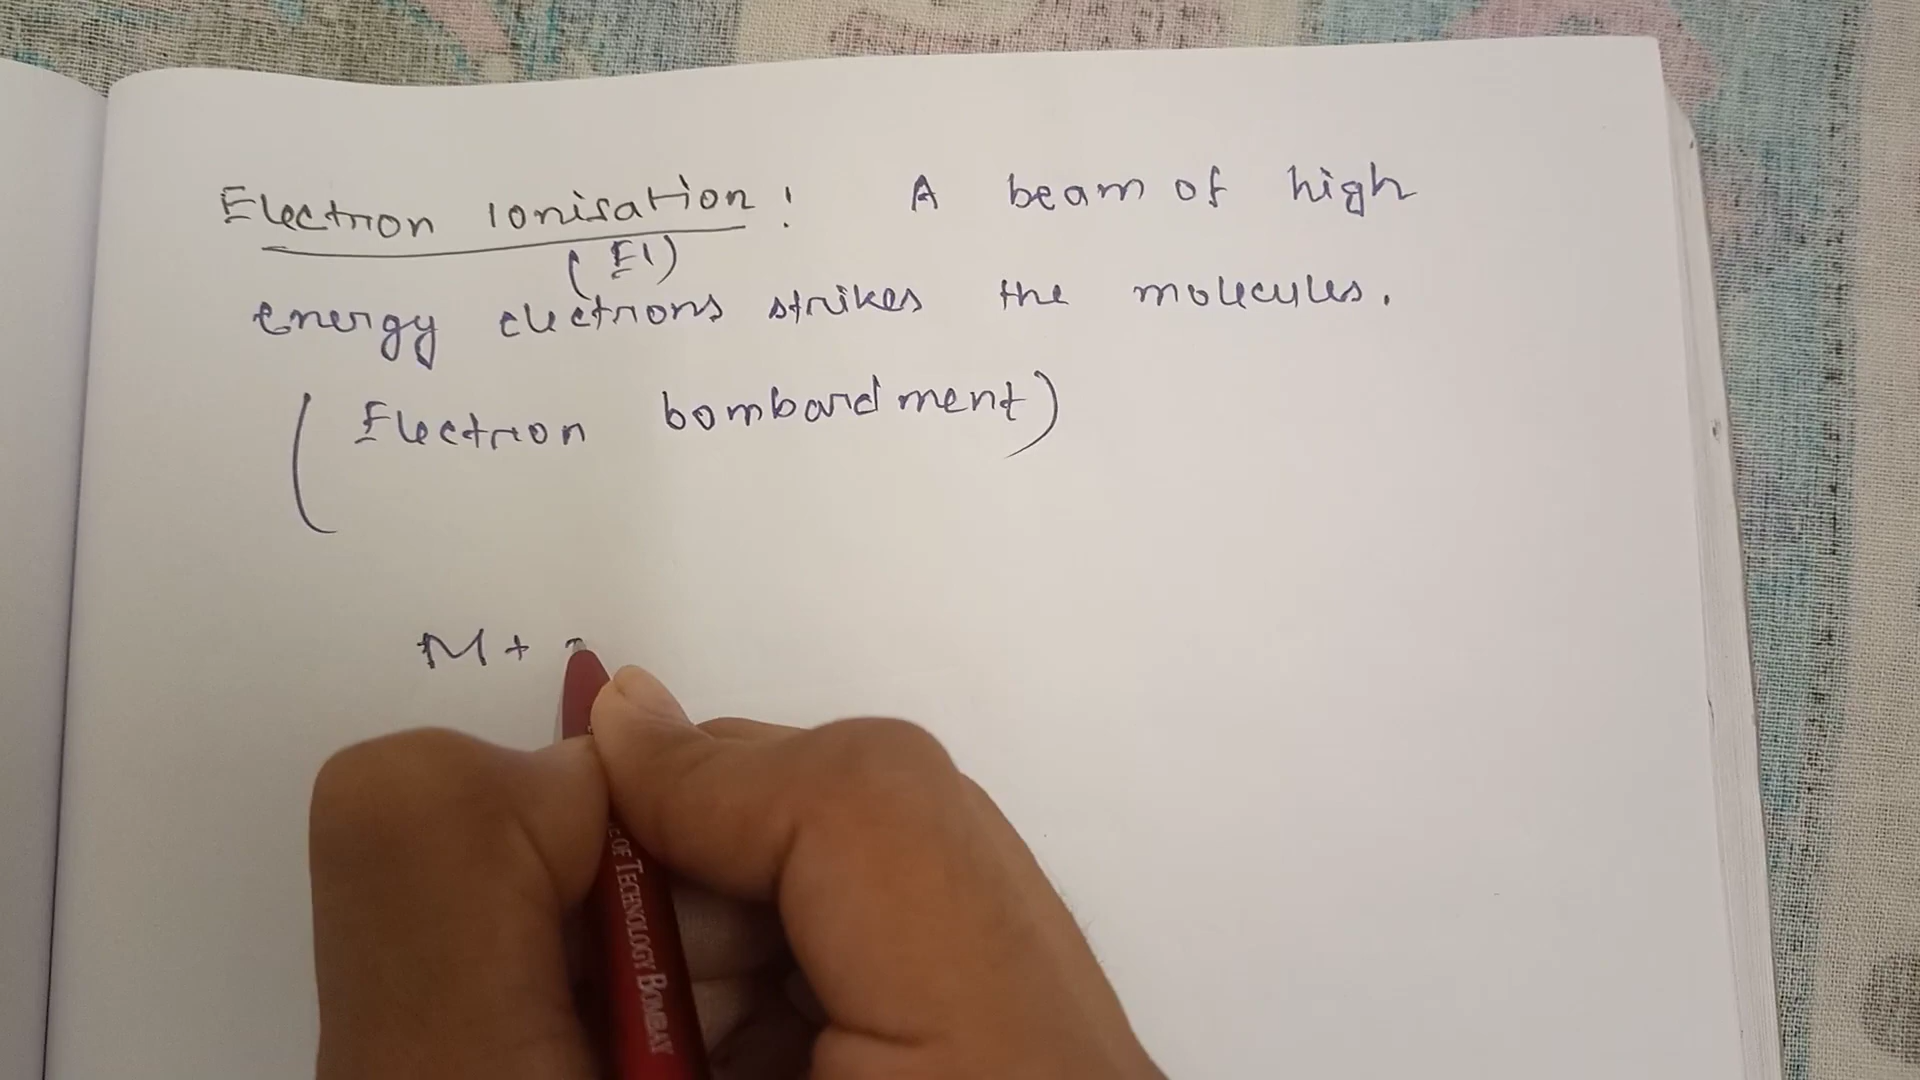 Electron Ionisation: A beam of high
(EI)
energy electrons strikes the molecules.
(Electron bombardment)
M +
OF TECHNOLOGY BOMBAY